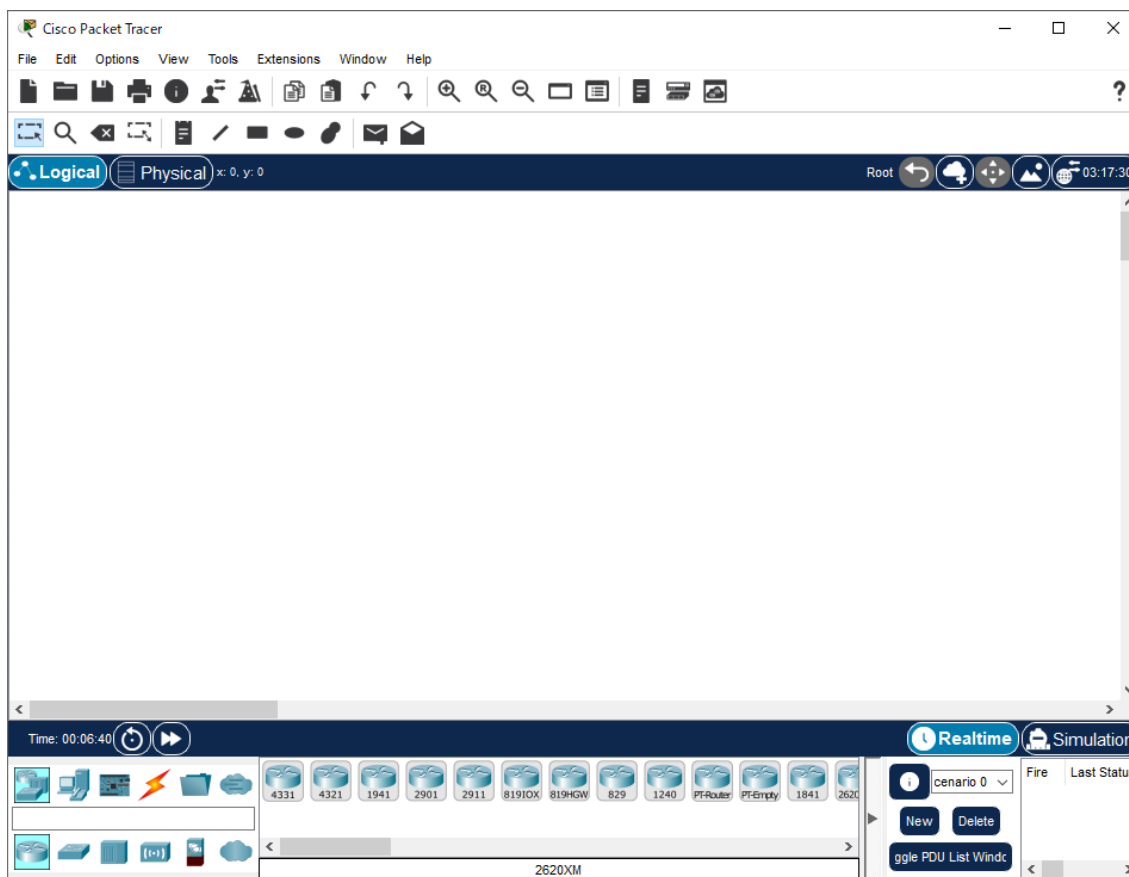 Cisco Packet Tracer
File Edit Options View Tools Extensions Window Help
Logical Physical x: 0, y: 0 Root 03:17:30
Time: 00:06:40 Realtime Simulation
4331 4321 1941 2901 2911 819IOX 819HGW 829 1240 PT-Router PT-Empty 1841 2620
cenario 0 Fire Last Statu
New Delete
ggle PDU List Windo
2620XM